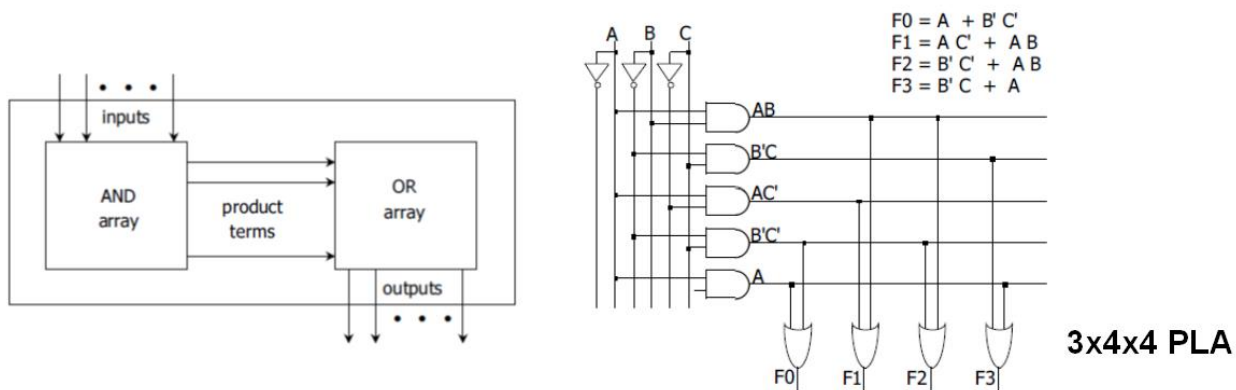 inputs
AND
array
product
terms
OR
array
outputs
A B C
F0 = A + B' C'
F1 = A C' + A B
F2 = B' C' + A B
F3 = B' C + A
AB
B'C
AC'
B'C'
A
F0 F1 F2 F3
3x4x4 PLA